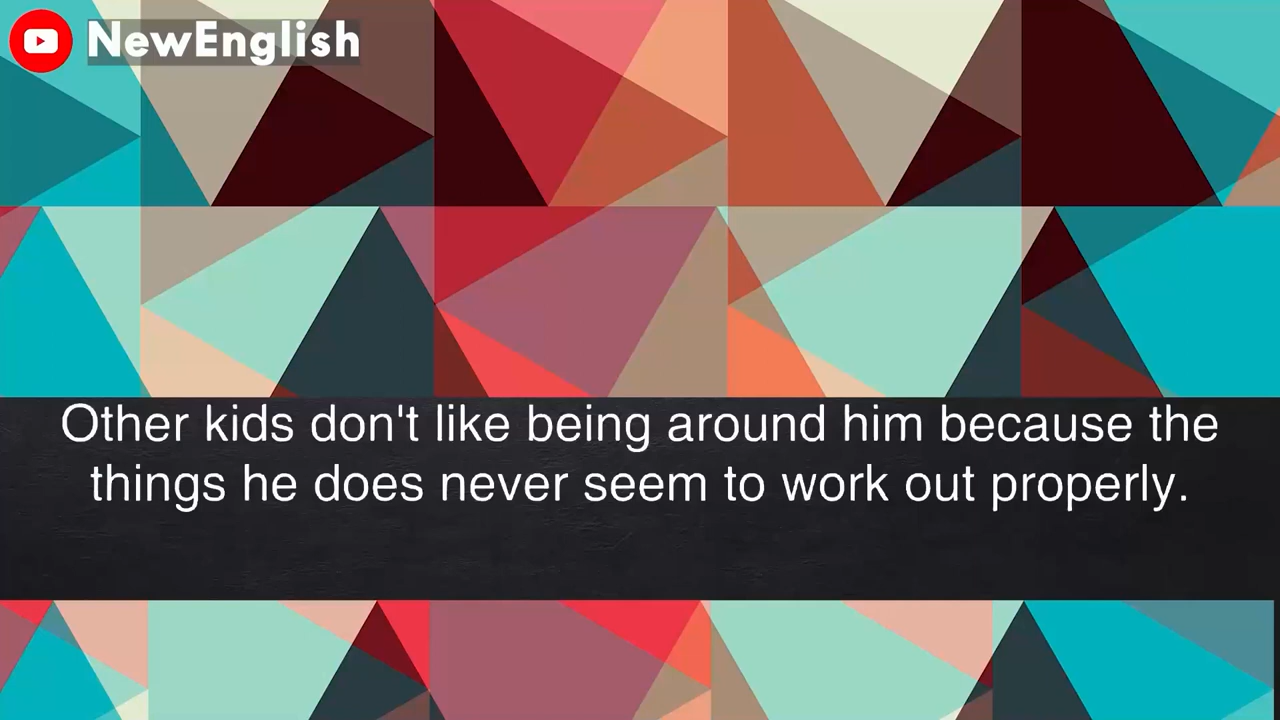 NewEnglish
Other kids don't like being around him because the
things he does never seem to work out properly.